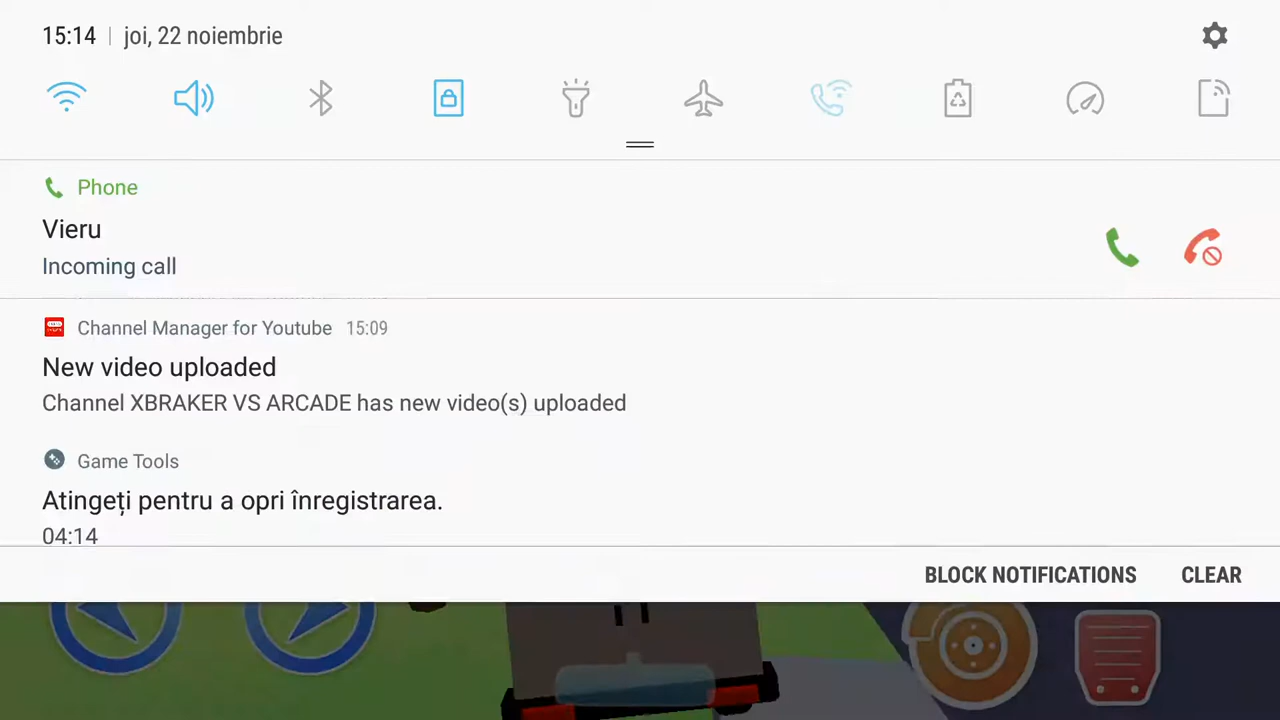 15:14 | joi, 22 noiembrie
Phone
Vieru
Incoming call
Channel Manager for Youtube 15:09
New video uploaded
Channel XBRAKER VS ARCADE has new video(s) uploaded
Game Tools
Atingeți pentru a opri înregistrarea.
04:14
BLOCK NOTIFICATIONS CLEAR